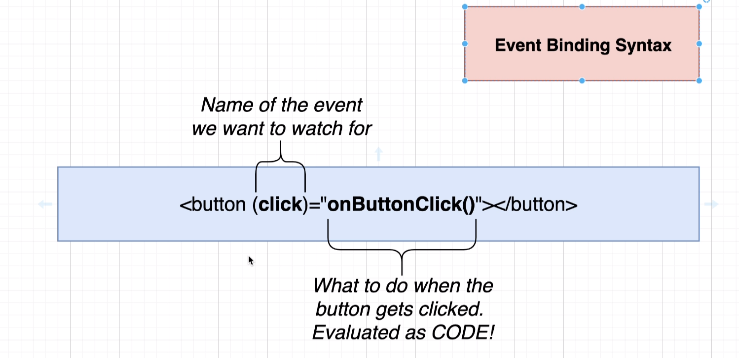 Event Binding Syntax
Name of the event
we want to watch for
<button (click)="onButtonClick()"></button>
What to do when the
button gets clicked.
Evaluated as CODE!